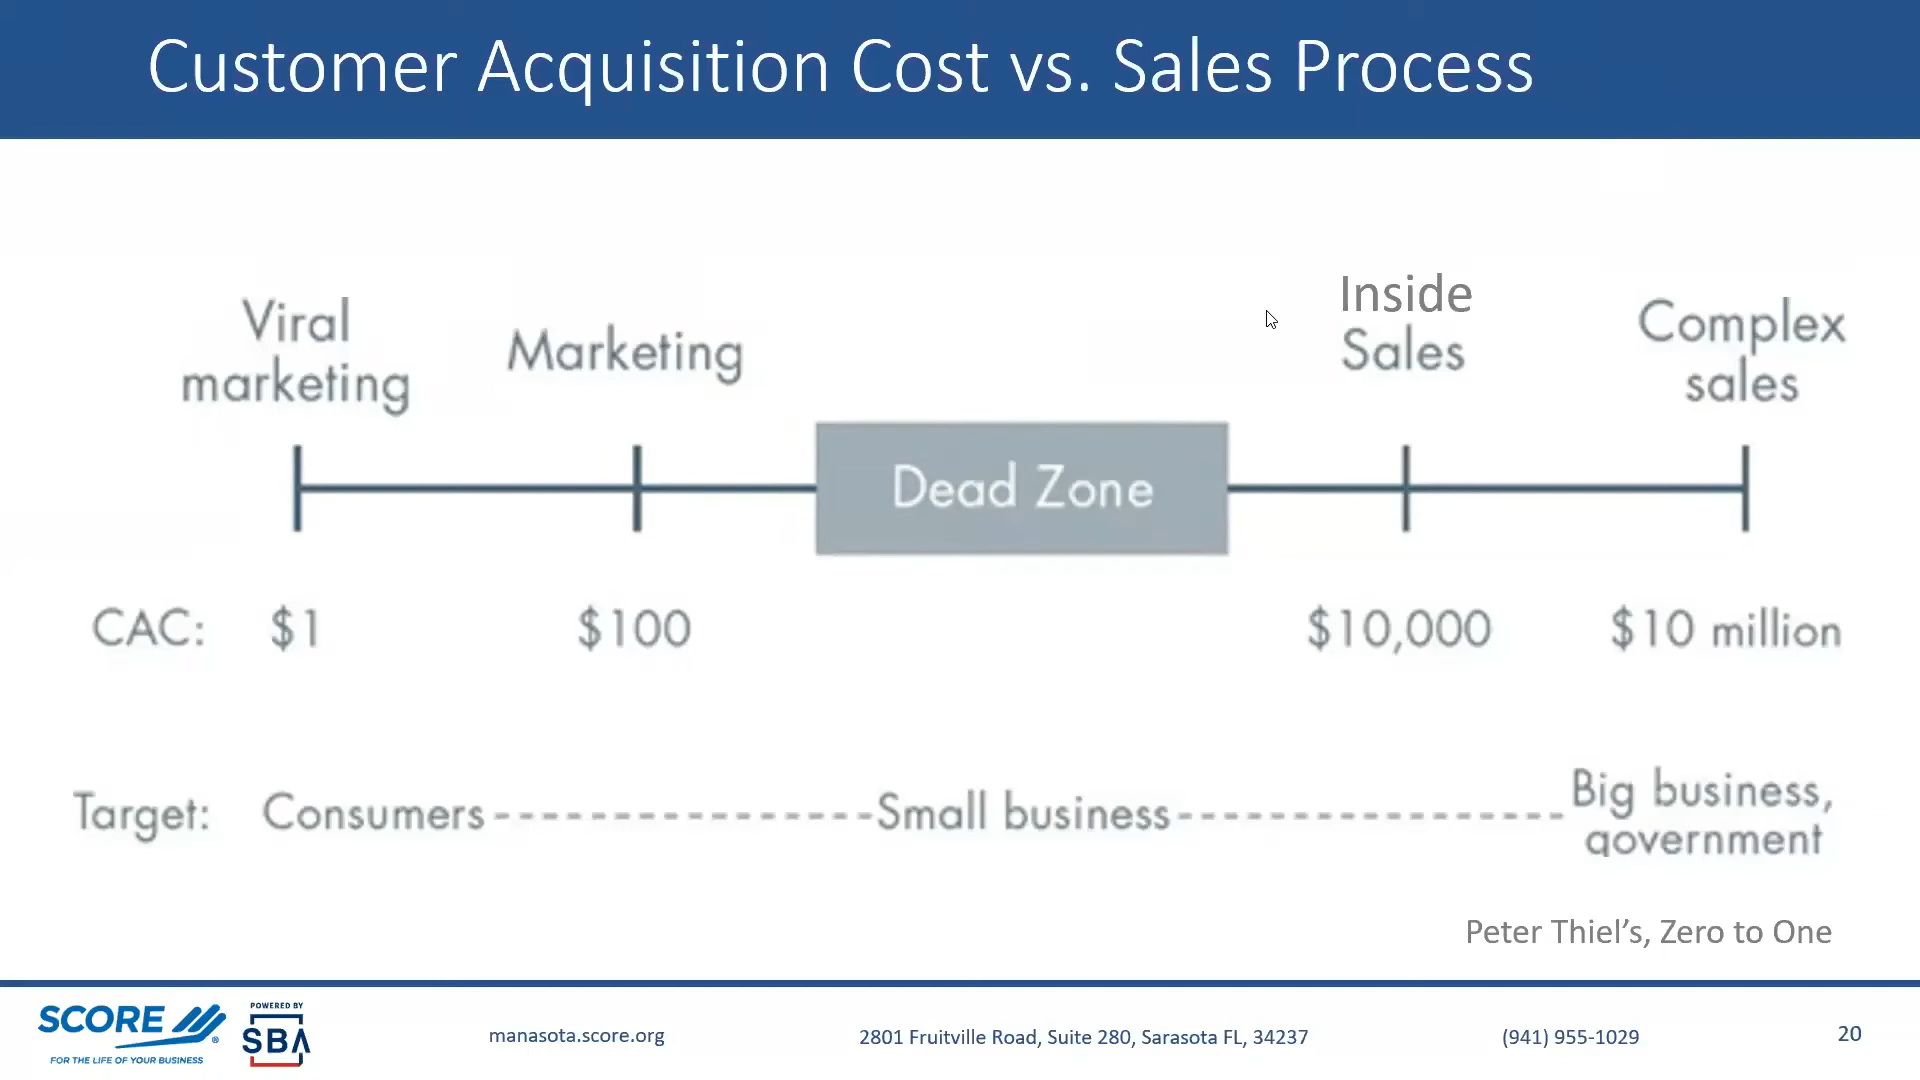 Customer Acquisition Cost vs. Sales Process
Viral
marketing
Marketing
Inside
Sales
Complex
sales
Dead Zone
CAC: $1 $100 $10,000 $10 million
Target: Consumers Small business Big business,
government
Peter Thiel’s, Zero to One
SCORE
FOR THE LIFE OF YOUR BUSINESS
POWERED BY
SBA
manasota.score.org
2801 Fruitville Road, Suite 280, Sarasota FL, 34237
(941) 955-1029
20